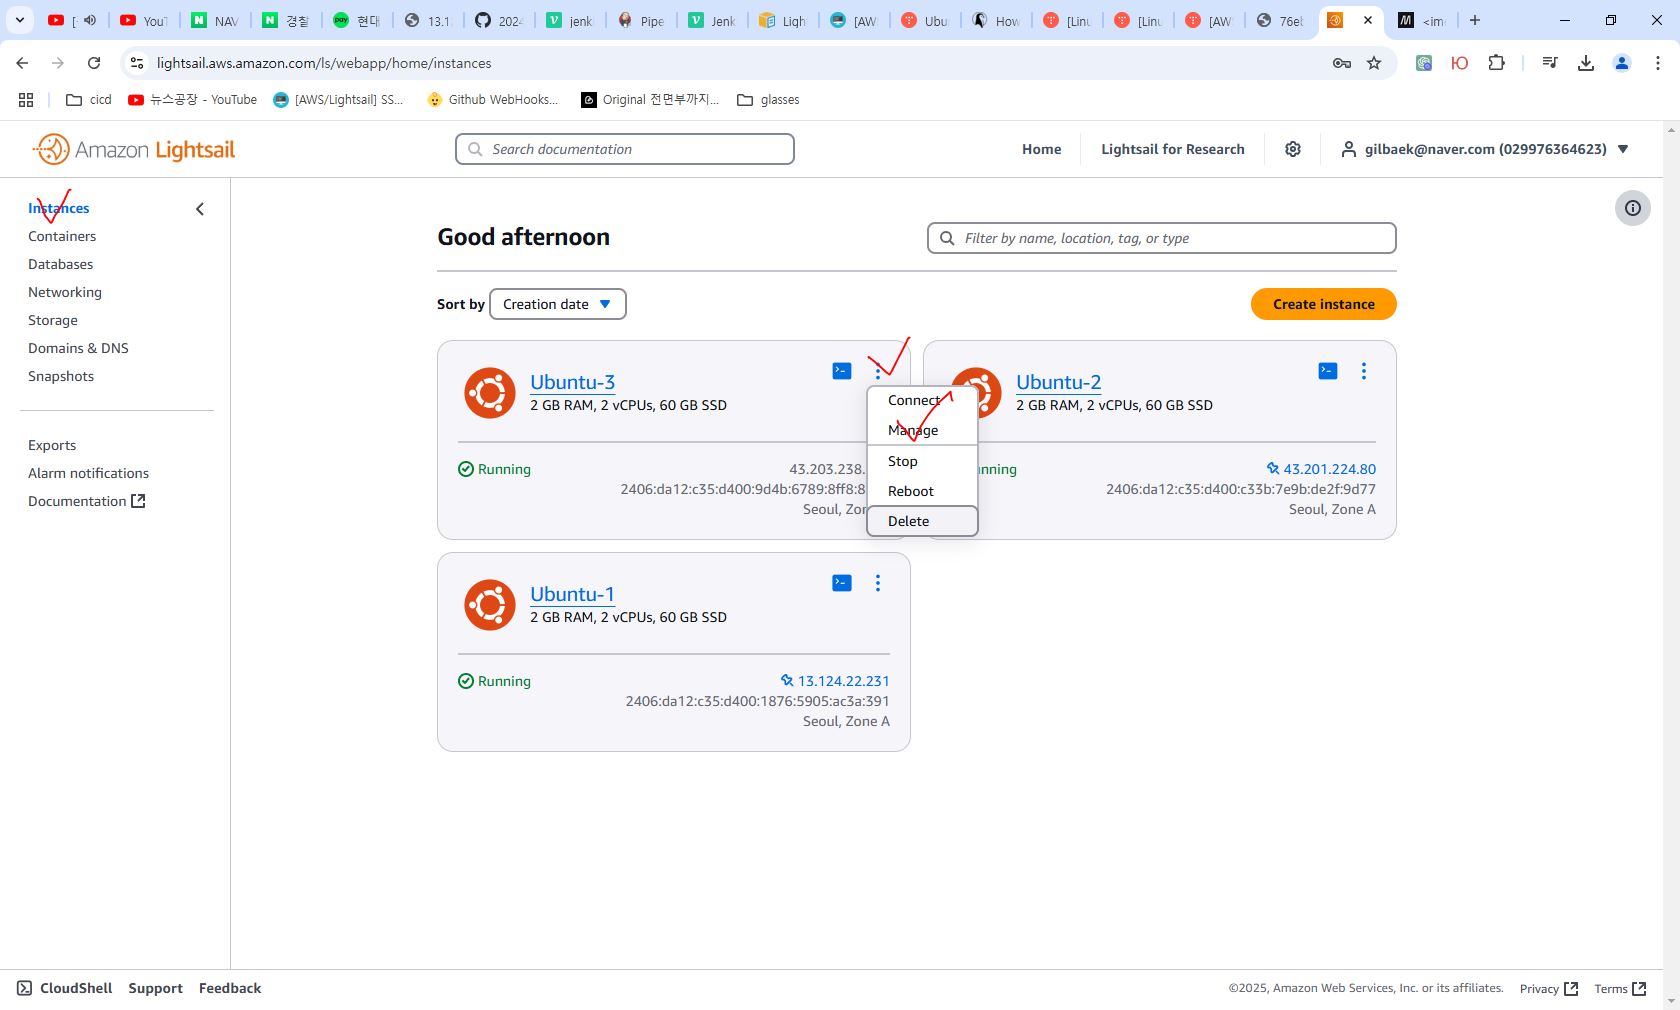 [
YouT
NAV
경찰
pay
현대
13.1
2024
jenk
Pipe
Jenk
Ligh
[AW
Ubun
How
[Linu
[Linu
[AW
76eb
<im
lightsail.aws.amazon.com/ls/webapp/home/instances
cicd
뉴스공장 - YouTube
[AWS/Lightsail] SS...
Github WebHooks...
Original 전면부까지...
glasses
Amazon Lightsail
Search documentation
Home
Lightsail for Research
gilbaek@naver.com (029976364623)
Instances
Containers
Databases
Networking
Storage
Domains & DNS
Snapshots
Exports
Alarm notifications
Documentation
Good afternoon
Filter by name, location, tag, or type
Sort by
Creation date
Create instance
Ubuntu-3
2 GB RAM, 2 vCPUs, 60 GB SSD
Running
43.203.238.
2406:da12:c35:d400:9d4b:6789:8ff8:8
Seoul, Zon
Connect
Manage
Stop
Reboot
Delete
Ubuntu-2
2 GB RAM, 2 vCPUs, 60 GB SSD
nning
43.201.224.80
2406:da12:c35:d400:c33b:7e9b:de2f:9d77
Seoul, Zone A
Ubuntu-1
2 GB RAM, 2 vCPUs, 60 GB SSD
Running
13.124.22.231
2406:da12:c35:d400:1876:5905:ac3a:391
Seoul, Zone A
CloudShell
Support
Feedback
©2025, Amazon Web Services, Inc. or its affiliates.
Privacy
Terms